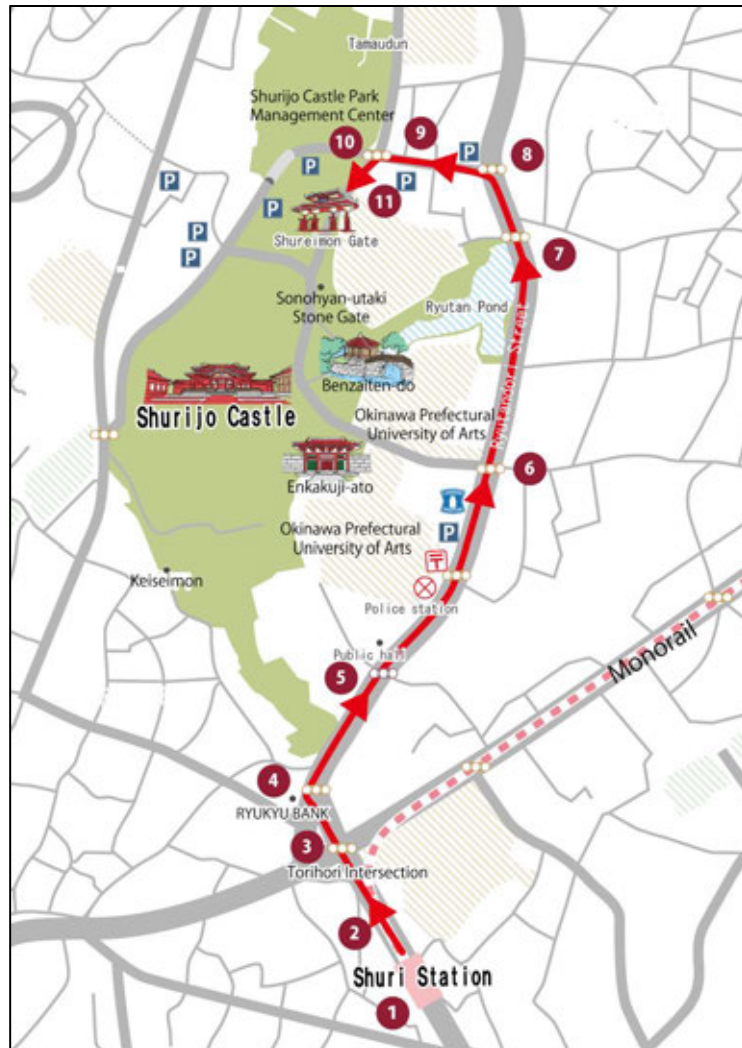 Tamaudun
Shurijo Castle Park
Management Center
P
9
8
10
P
P
P
P
11
P
Shureimon Gate
7
P
P
Ryutan Pond
Sonohyan-utaki
Stone Gate
Ryutandori Street
Benzaiten-do
Shurijo Castle
Okinawa Prefectural
University of Arts
6
Enkakuji-ato
Okinawa Prefectural
University of Arts
P
〒
Keiseimon
Police station
Monorail
Public hall
5
4
RYUKYU BANK
3
Torihori Intersection
2
Shuri Station
1